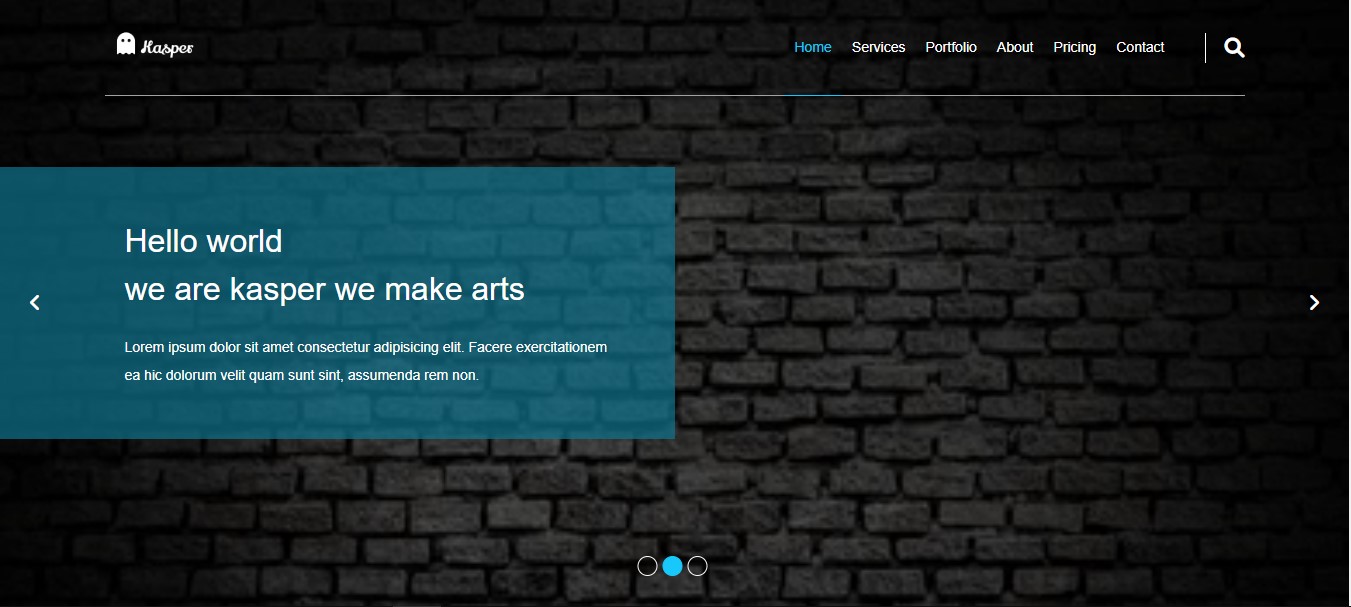 Kasper
Home Services Portfolio About Pricing Contact
Hello world
we are kasper we make arts
Lorem ipsum dolor sit amet consectetur adipisicing elit. Facere exercitationem
ea hic dolorum velit quam sunt sint, assumenda rem non.